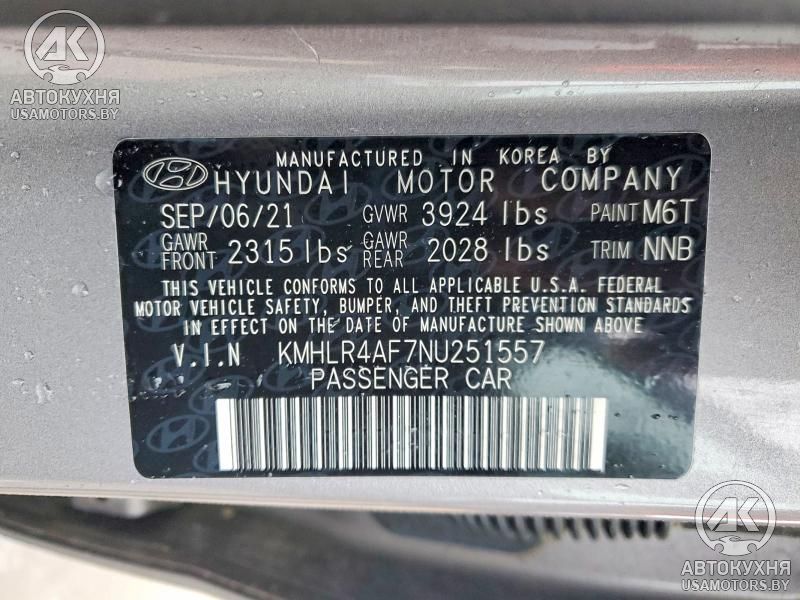 АК
АВТОКУХНЯ
USAMOTORS.BY
MANUFACTURED IN KOREA BY
HYUNDAI MOTOR COMPANY
SEP/06/21 GVWR 3924 lbs PAINT M6T
GAWR FRONT 2315 lbs GAWR REAR 2028 lbs TRIM NNB
THIS VEHICLE CONFORMS TO ALL APPLICABLE U.S.A. FEDERAL
MOTOR VEHICLE SAFETY, BUMPER, AND THEFT PREVENTION STANDARDS
IN EFFECT ON THE DATE OF MANUFACTURE SHOWN ABOVE
V.I.N KMHLR4AF7NU251557
PASSENGER CAR
АК
АВТОКУХНЯ
USAMOTORS.BY